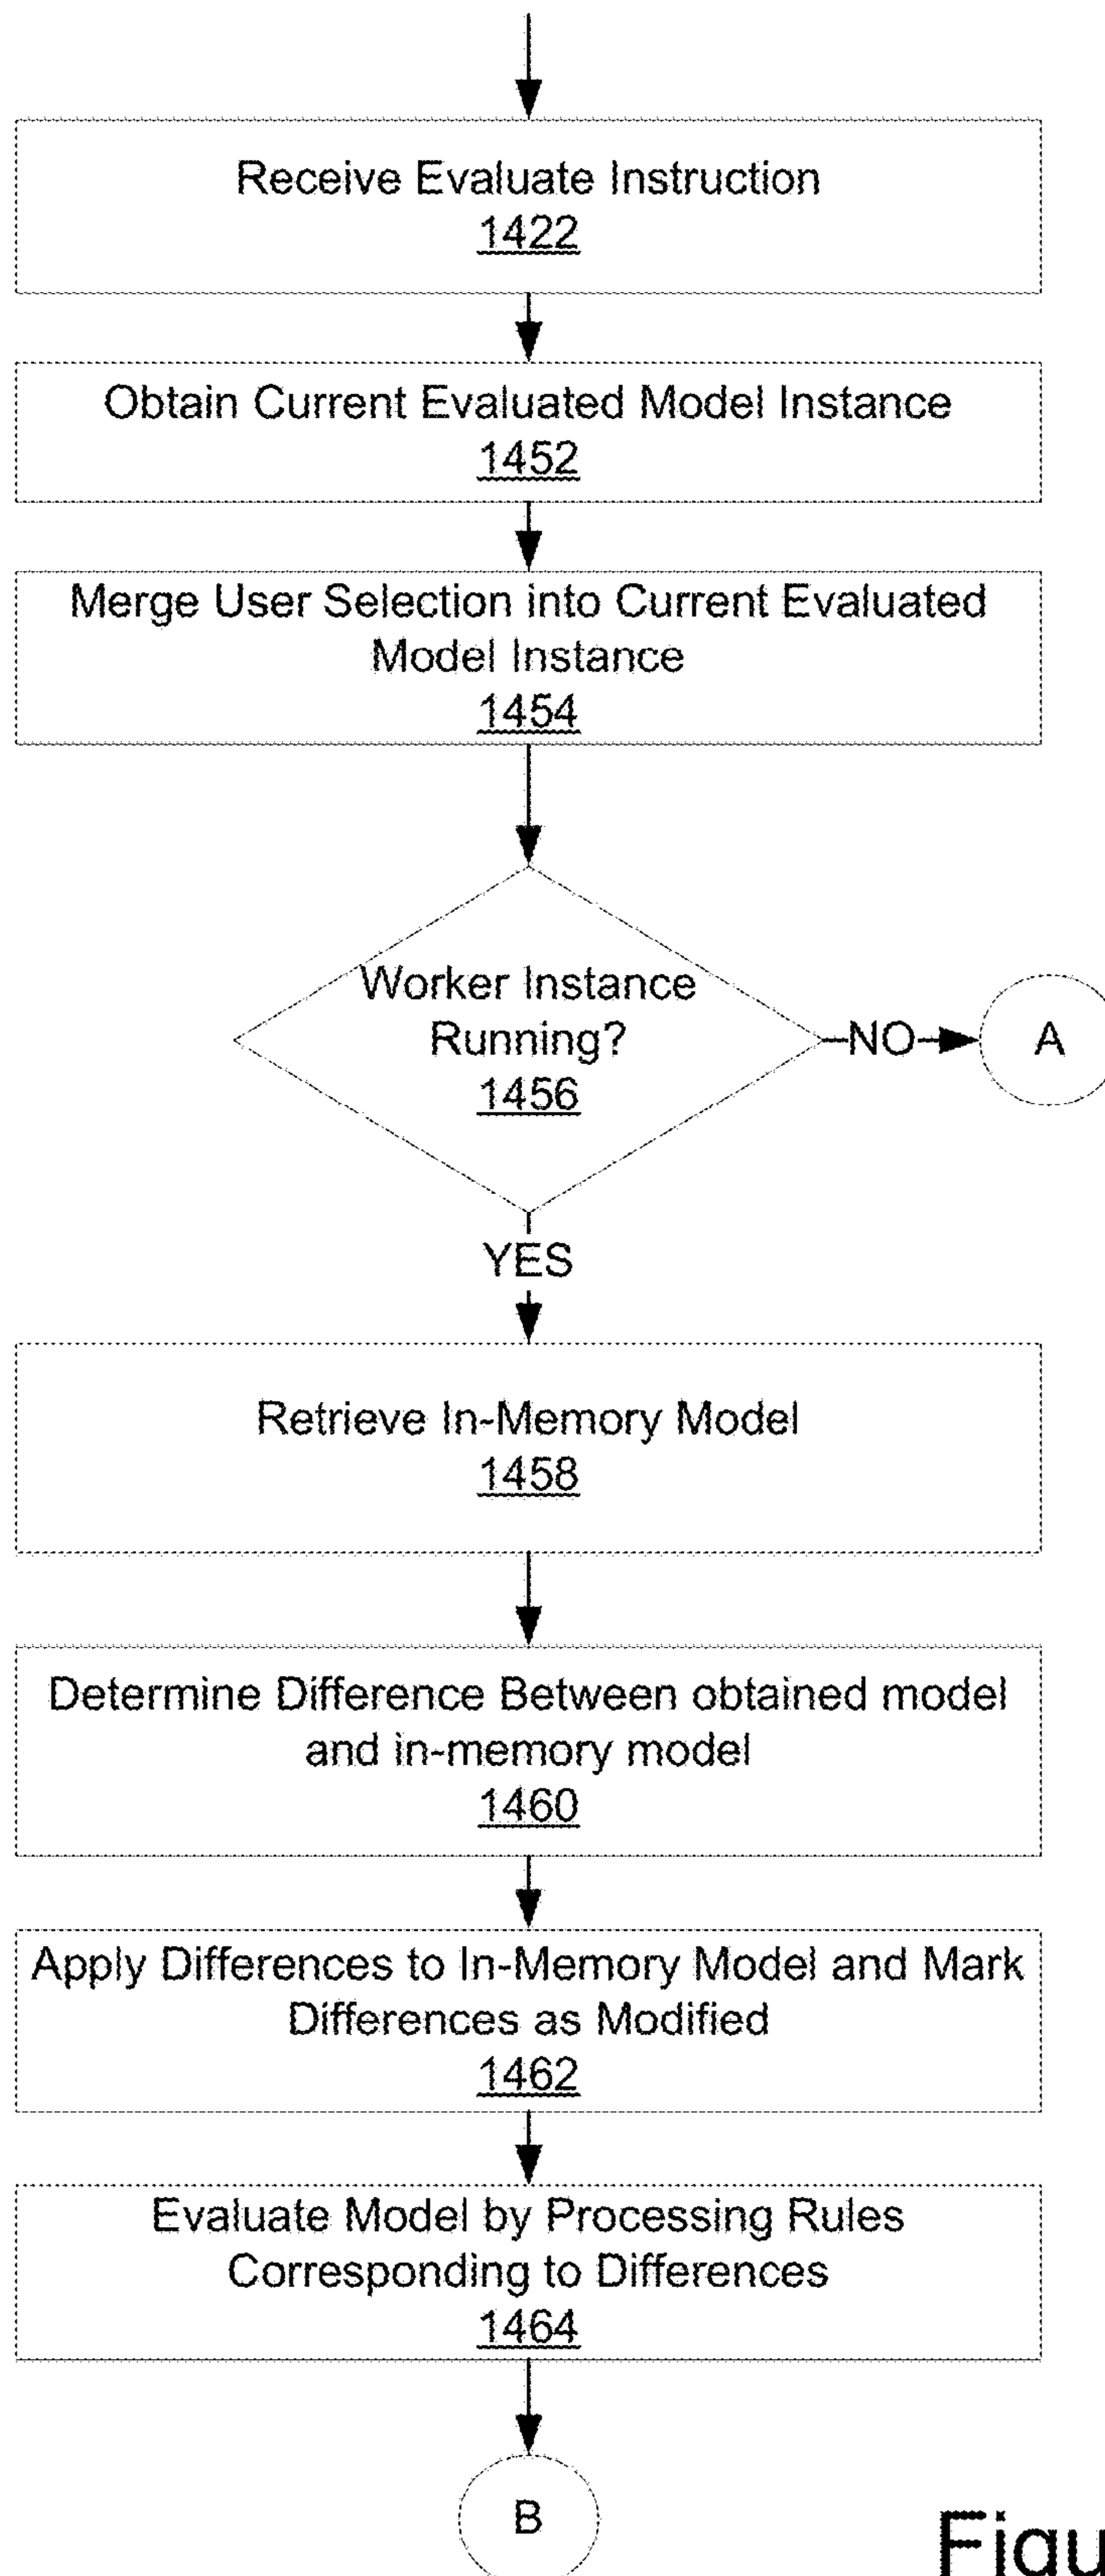 Receive Evaluate Instruction
1422
Obtain Current Evaluated Model Instance
1452
Merge User Selection into Current Evaluated
Model Instance
1454
Worker Instance
Running?
1456
NO
A
YES
Retrieve In-Memory Model
1458
Determine Difference Between obtained model
and in-memory model
1460
Apply Differences to In-Memory Model and Mark
Differences as Modified
1462
Evaluate Model by Processing Rules
Corresponding to Differences
1464
B